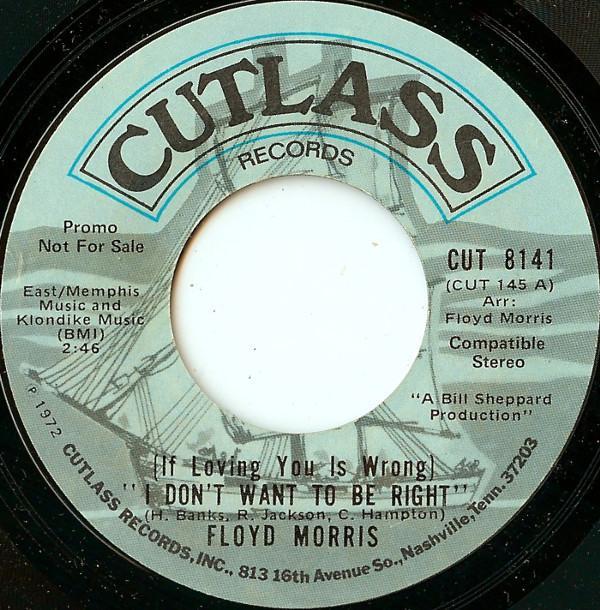 CUTLASS
RECORDS
Promo
Not For Sale
East/Memphis
Music and
Klondike Music
(BMI)
2:46
CUT 8141
(CUT 145 A)
Arr:
Floyd Morris
Compatible
Stereo
"A Bill Sheppard
Production"
(If Loving You Is Wrong)
"I DON'T WANT TO BE RIGHT"
(H. Banks, R. Jackson, C. Hampton)
FLOYD MORRIS
℗ 1972 CUTLASS RECORDS, INC., 813 16th Avenue So., Nashville, Tenn. 37203